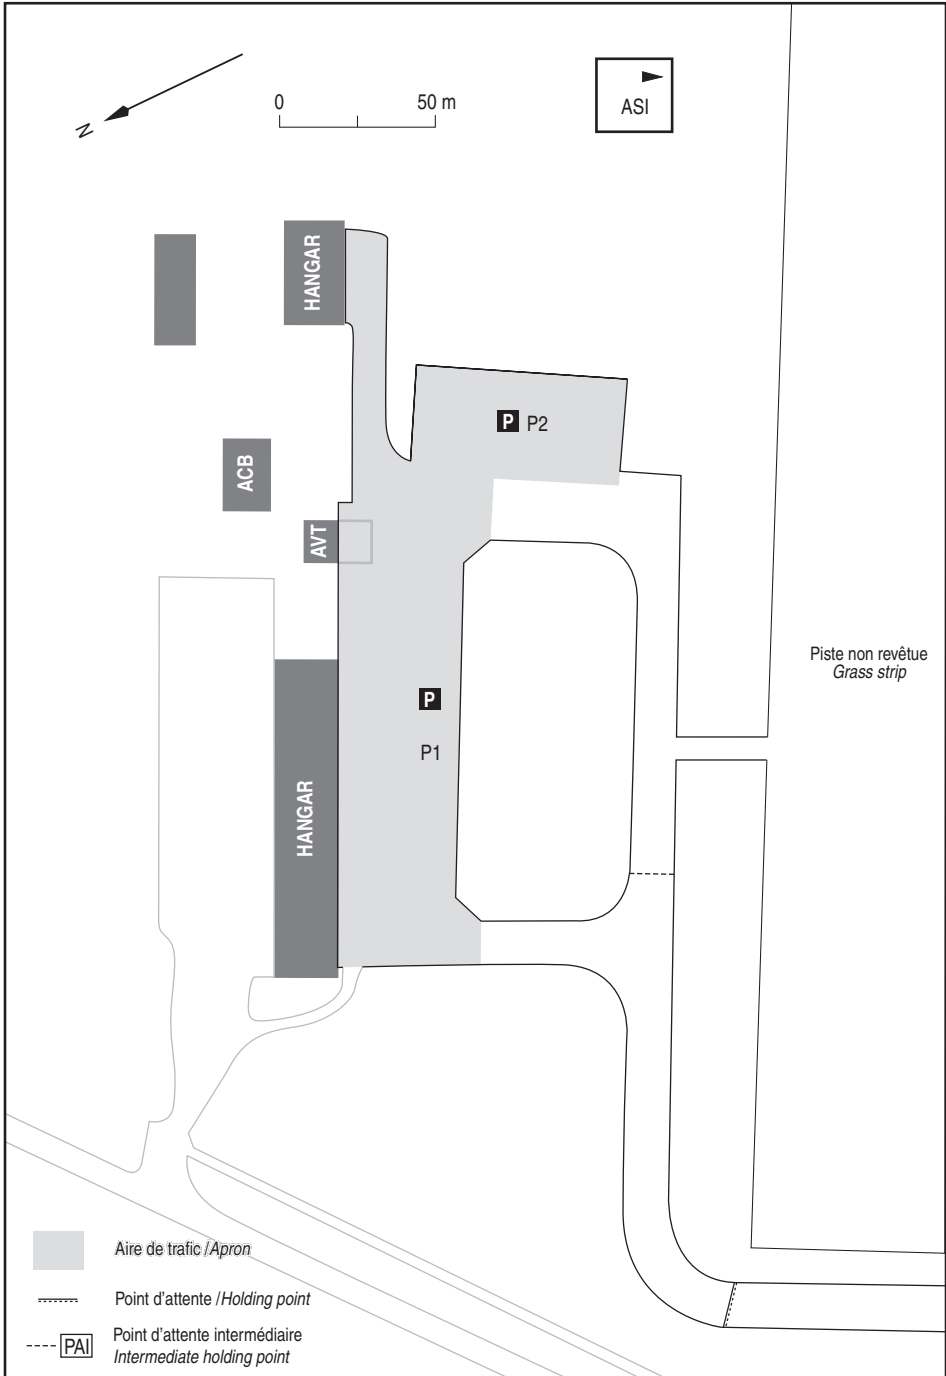 N
0 50 m
ASI
HANGAR
P P2
ACB
AVT
Piste non revêtue
Grass strip
P
P1
HANGAR
Aire de trafic / Apron
Point d'attente / Holding point
PAI
Point d'attente intermédiaire
Intermediate holding point